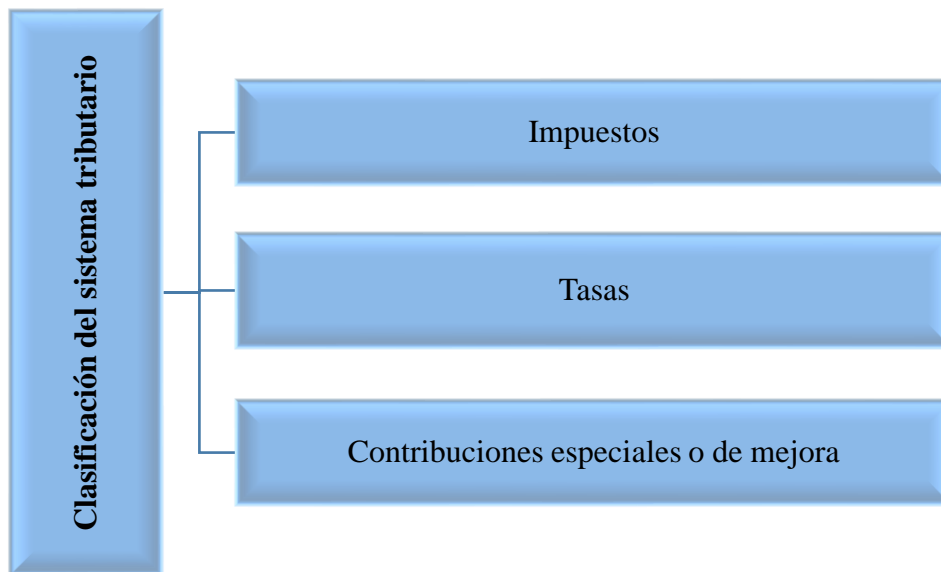 Clasificación del sistema tributario
Impuestos
Tasas
Contribuciones especiales o de mejora